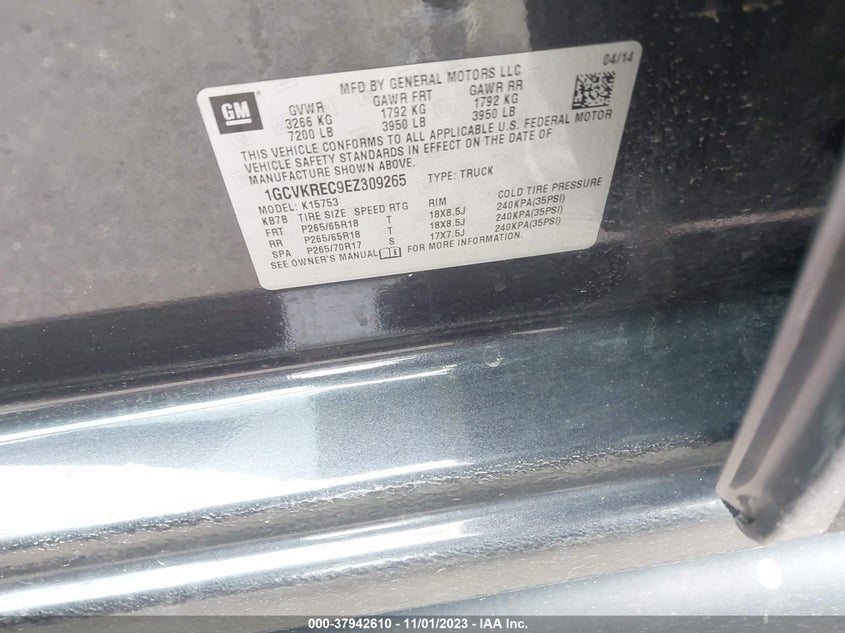 GM
MFD BY GENERAL MOTORS LLC
04/14
GVWR GAWR FRT GAWR RR
3266 KG 1792 KG 1792 KG
7200 LB 3950 LB 3950 LB
THIS VEHICLE CONFORMS TO ALL APPLICABLE U.S. FEDERAL MOTOR
VEHICLE SAFETY STANDARDS IN EFFECT ON THE DATE OF
MANUFACTURE SHOWN ABOVE.
1GCVKREC9EZ309265 TYPE: TRUCK
MODEL: K15753
KB7B TIRE SIZE SPEED RTG RIM COLD TIRE PRESSURE
FRT P265/65R18 T 18X8.5J 240KPA(35PSI)
RR P265/65R18 T 18X8.5J 240KPA(35PSI)
SPA P265/70R17 S 17X7.5J 240KPA(35PSI)
SEE OWNER'S MANUAL FOR MORE INFORMATION.
000-37942610 - 11/01/2023 - IAA Inc.